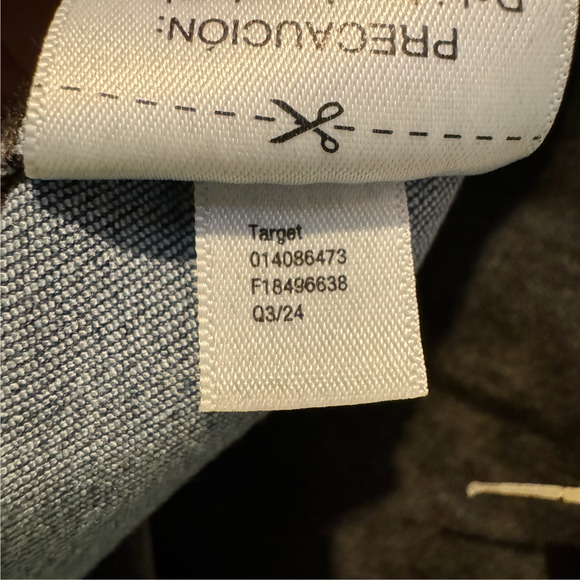 PRECAUCIÓN:
Target
014086473
F18496638
Q3/24